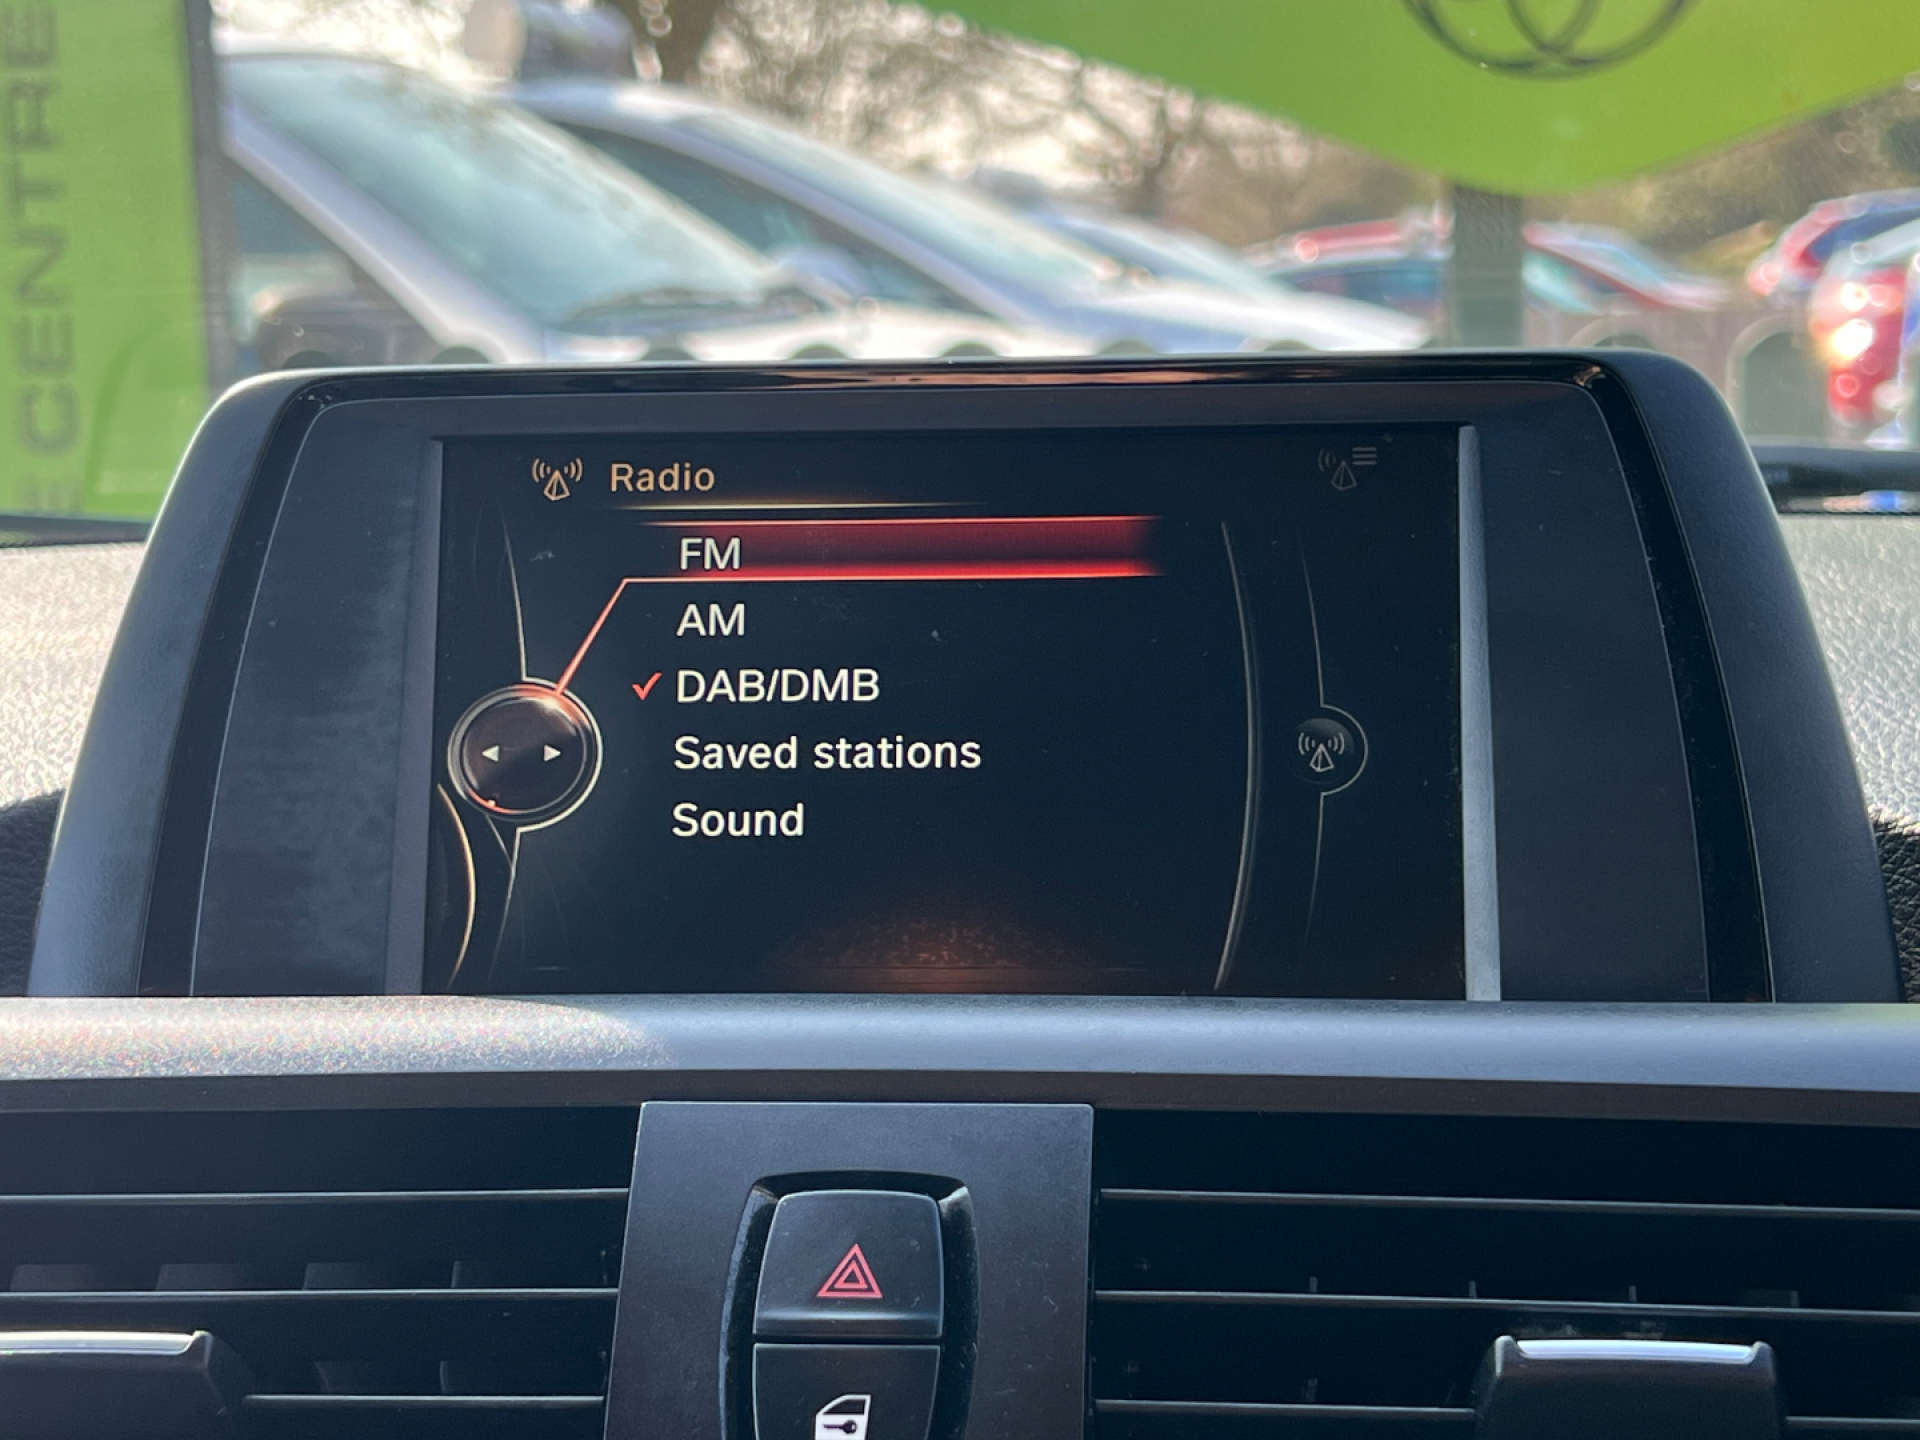 CENTRE
Radio
FM
AM
DAB/DMB
Saved stations
Sound